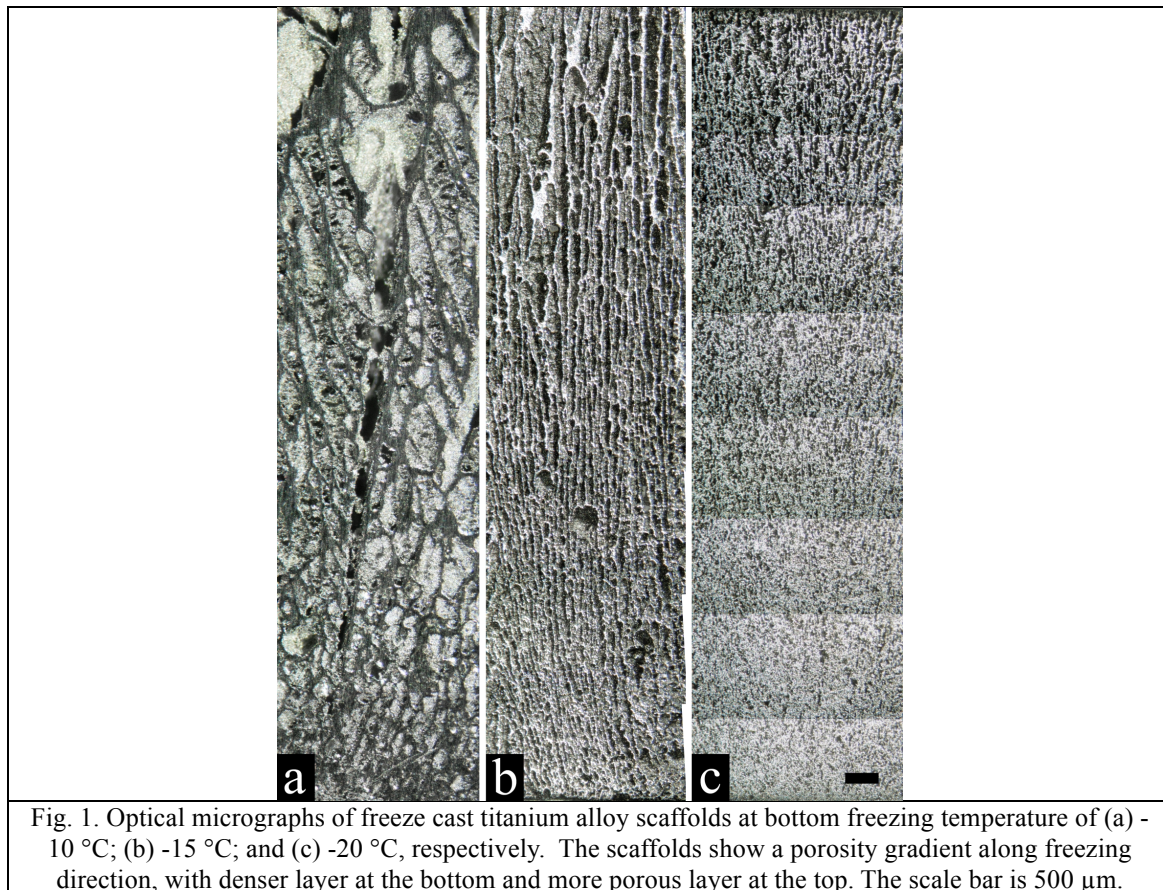 a
b
c
Fig. 1. Optical micrographs of freeze cast titanium alloy scaffolds at bottom freezing temperature of (a) -
10 °C; (b) -15 °C; and (c) -20 °C, respectively.  The scaffolds show a porosity gradient along freezing
direction, with denser layer at the bottom and more porous layer at the top. The scale bar is 500 µm.